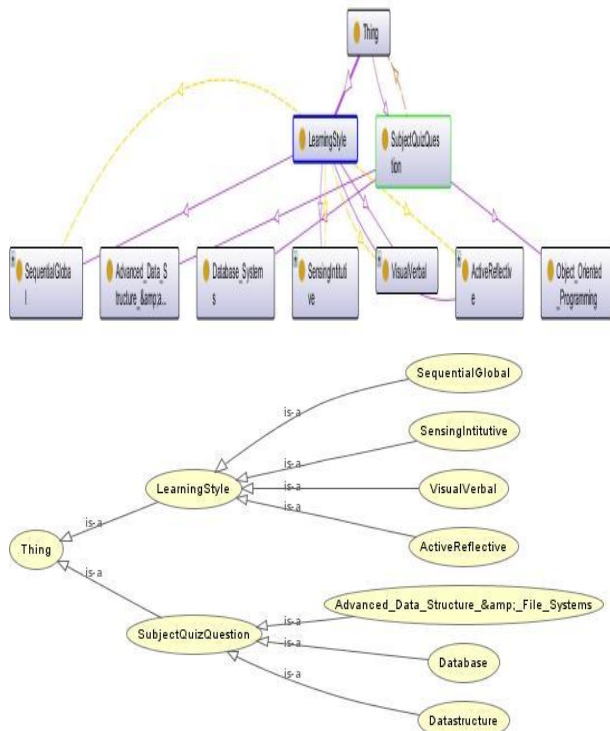 Thing
LearningStyle
SubjectQuizQues
tion
SequentialGloba
l
Advanced_Data_S
tructure_&amp;a...
Database_System
s
SensingIntitutive
ve
VisualVerbal
ActiveReflectiv
e
Object_Oriented
_Programming
SequentialGlobal
is-a
SensingIntitutive
is-a
LearningStyle
is-a
VisualVerbal
is-a
is-a
ActiveReflective
Thing
is-a
Advanced_Data_Structure_&amp;_File_Systems
SubjectQuizQuestion
is-a
is-a
Database
is-a
Datastructure